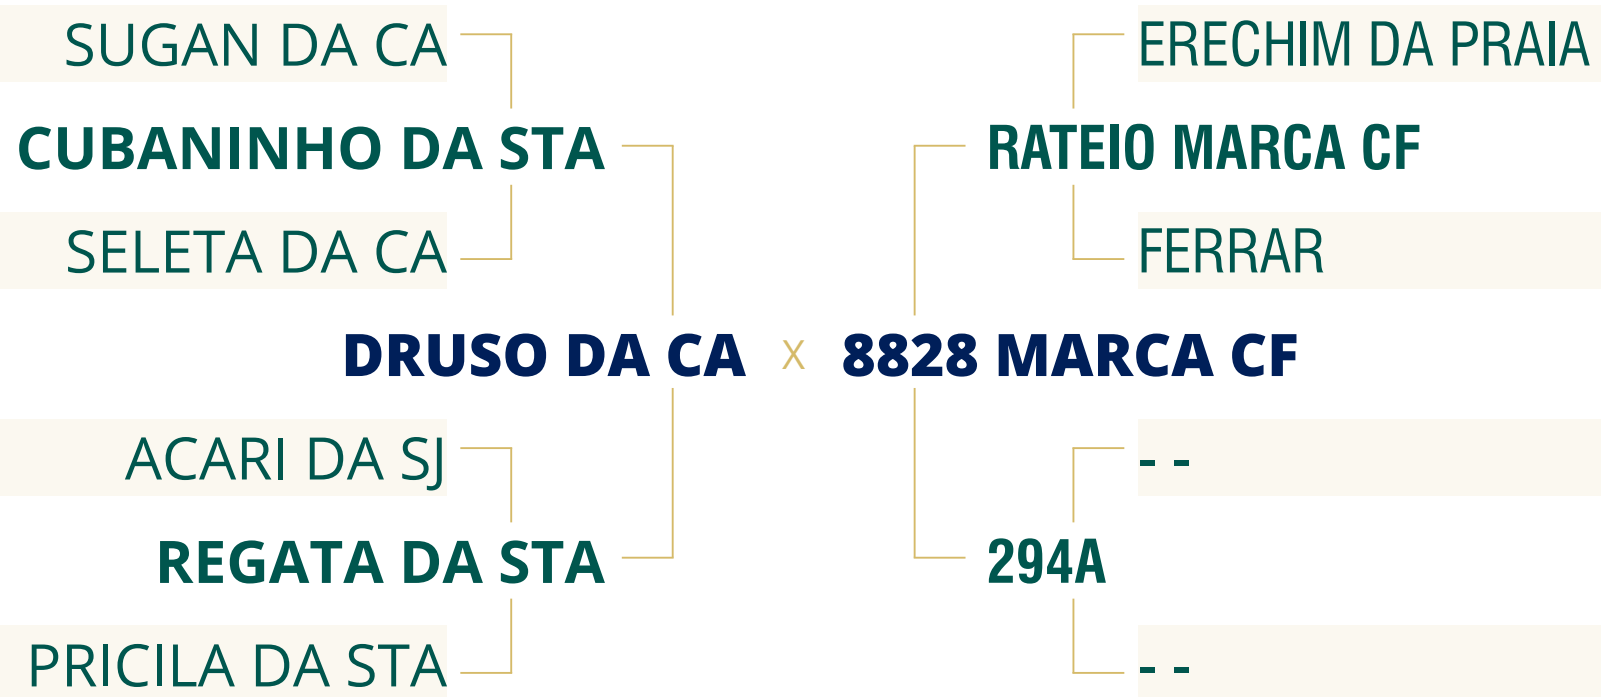 SUGAN DA CA
ERECHIM DA PRAIA
CUBANINHO DA STA
RATEIO MARCA CF
SELETA DA CA
FERRAR
DRUSO DA CA X 8828 MARCA CF
ACARI DA SJ
- -
REGATA DA STA
294A
PRICILA DA STA
- -